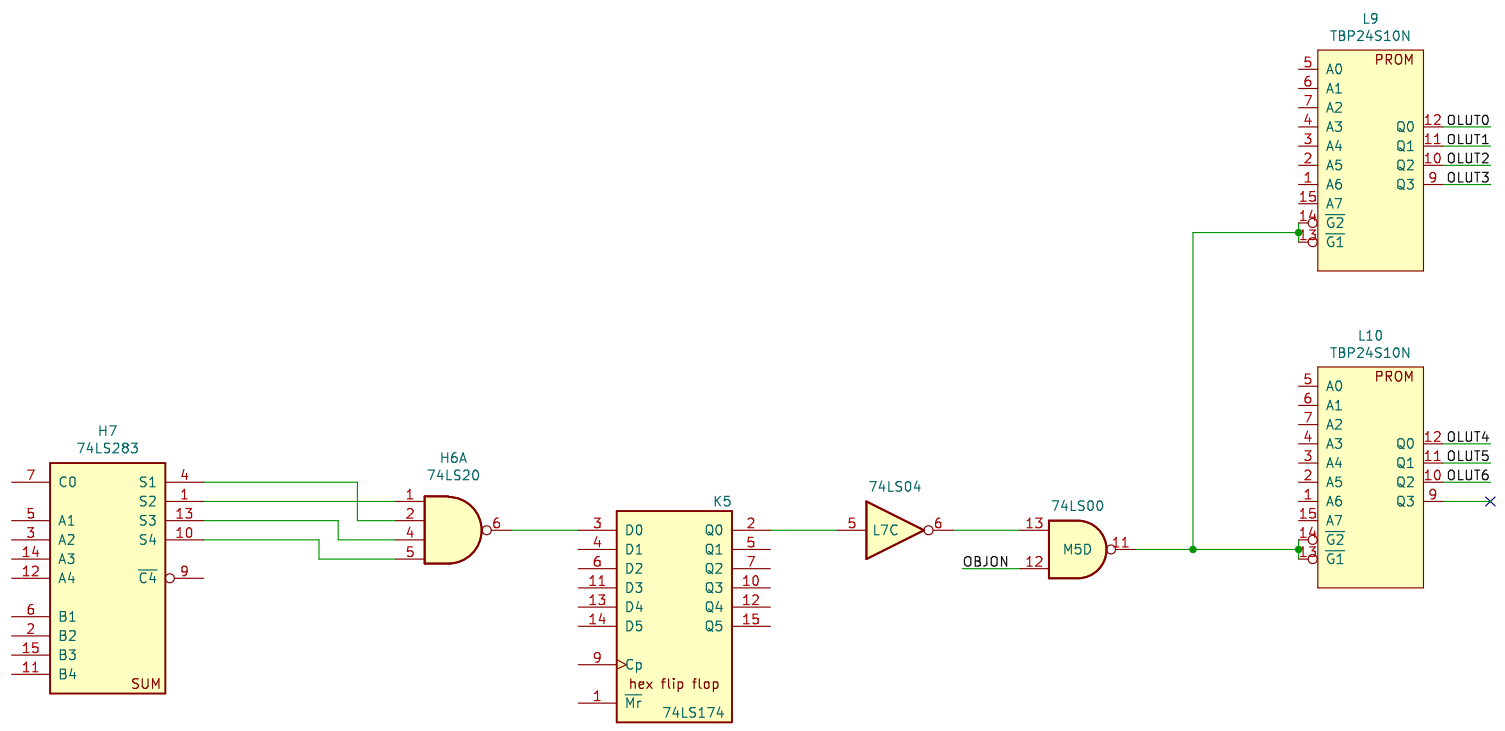 L9
TBP24S10N
PROM
5 A0
6 A1
7 A2
4 A3 Q0 12 OLUT0
3 A4 Q1 11 OLUT1
2 A5 Q2 10 OLUT2
1 A6 Q3 9 OLUT3
15 A7
14 G2
13 G1
L10
TBP24S10N
PROM
5 A0
6 A1
7 A2
4 A3 Q0 12 OLUT4
3 A4 Q1 11 OLUT5
2 A5 Q2 10 OLUT6
1 A6 Q3 9
15 A7
14 G2
13 G1
H7
74LS283
7 C0 S1 4
S2 1
5 A1 S3 13
3 A2 S4 10
14 A3
12 A4 C4 9
6 B1
2 B2
15 B3
11 B4
SUM
H6A
74LS20
1
2
4
5
6
K5
3 D0 Q0 2
4 D1 Q1 5
6 D2 Q2 7
11 D3 Q3 10
13 D4 Q4 12
14 D5 Q5 15
9 Cp
hex flip flop
1 Mr
74LS174
74LS04
5 L7C 6
74LS00
13
M5D 11
OBJON 12